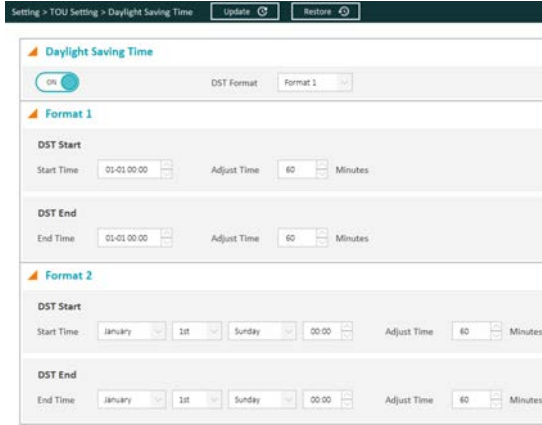 Setting > TOU Setting > Daylight Saving Time Update Restore
Daylight Saving Time
ON DST Format Format 1
Format 1
DST Start
Start Time 01-01 00:00 Adjust Time 60 Minutes
DST End
End Time 01-01 00:00 Adjust Time 60 Minutes
Format 2
DST Start
Start Time January 1st Sunday 00:00 Adjust Time 60 Minutes
DST End
End Time January 1st Sunday 00:00 Adjust Time 60 Minutes